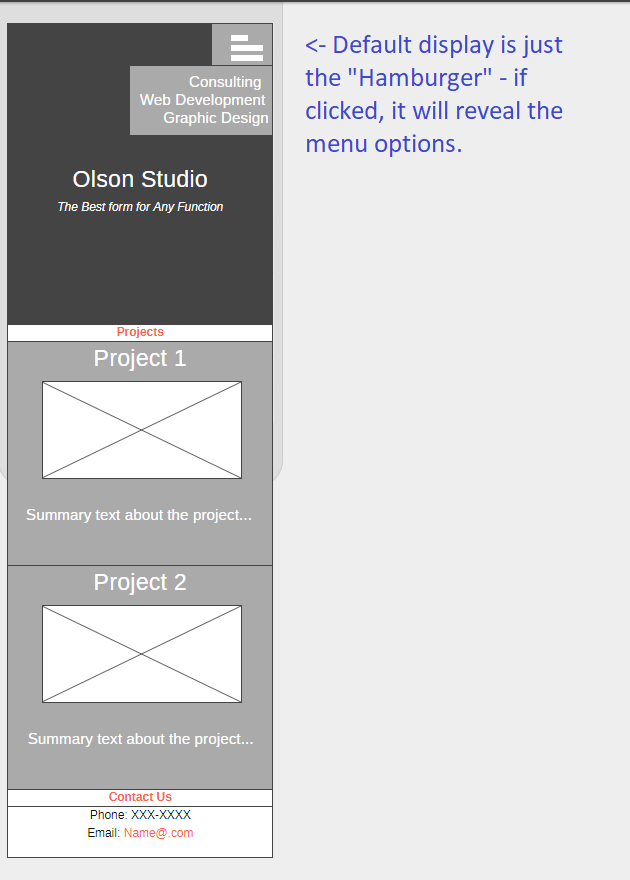 <- Default display is just
the "Hamburger" - if
clicked, it will reveal the
menu options.
Consulting
Web Development
Graphic Design
Olson Studio
The Best form for Any Function
Projects
Project 1
Summary text about the project...
Project 2
Summary text about the project...
Contact Us
Phone: XXX-XXXX
Email: Name@.com